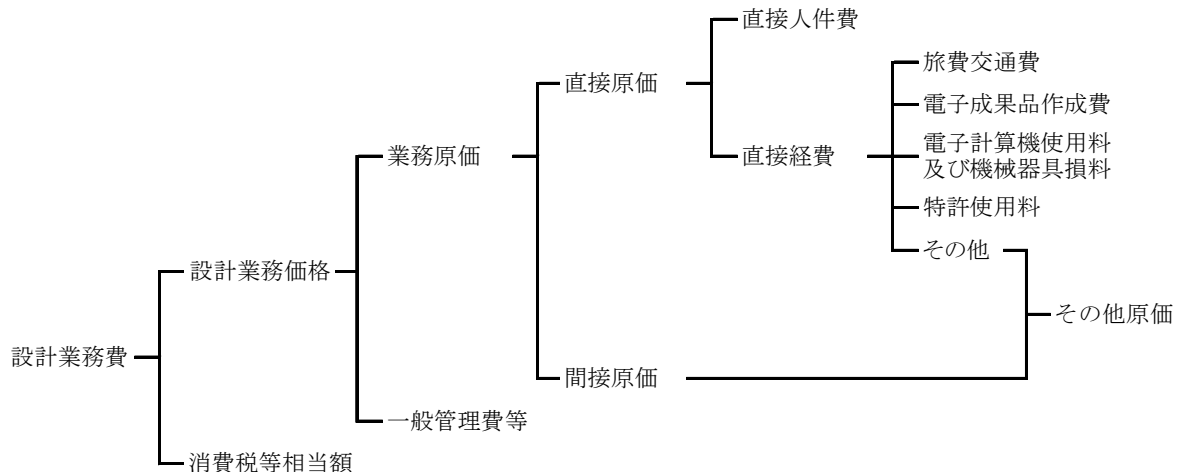 直接人件費
旅費交通費
直接原価
電子成果品作成費
電子計算機使用料
及び機械器具損料
業務原価
直接経費
特許使用料
その他
設計業務価格
その他原価
設計業務費
間接原価
一般管理費等
消費税等相当額